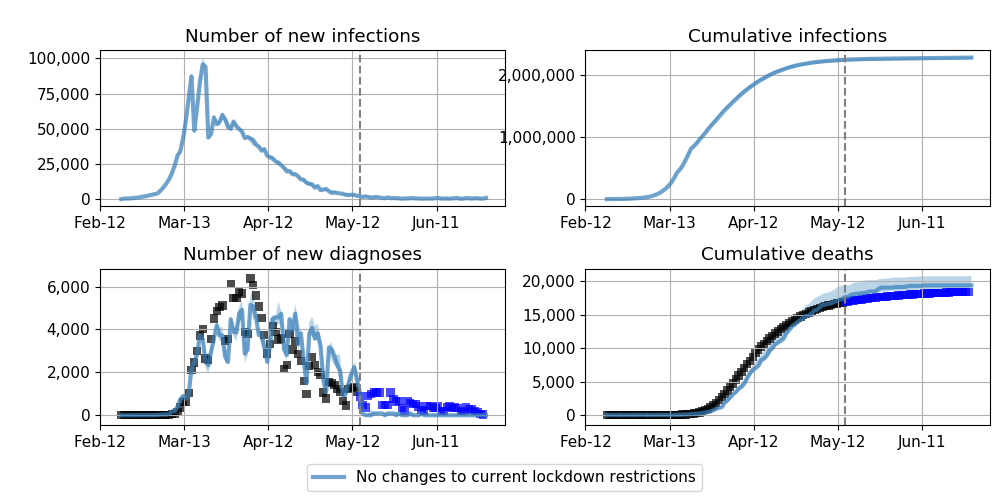 Number of new infections
100,000
75,000
50,000
25,000
0
Feb-12 Mar-13 Apr-12 May-12 Jun-11
Cumulative infections
2,000,000
1,000,000
0
Feb-12 Mar-13 Apr-12 May-12 Jun-11
Number of new diagnoses
6,000
4,000
2,000
0
Feb-12 Mar-13 Apr-12 May-12 Jun-11
Cumulative deaths
20,000
15,000
10,000
5,000
0
Feb-12 Mar-13 Apr-12 May-12 Jun-11
No changes to current lockdown restrictions